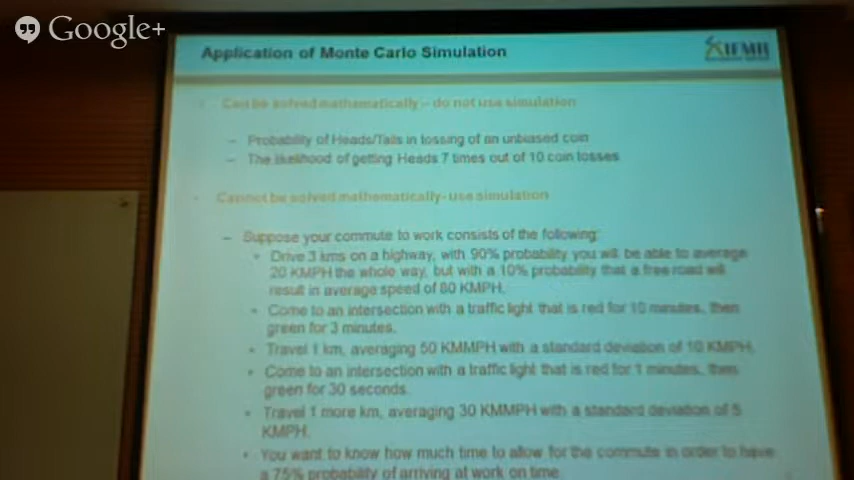 Google+
Application of Monte Carlo Simulation
IFMR
Can be solved mathematically – do not use simulation
– Probability of Heads/Tails in tossing of an unbiased coin
– The likelihood of getting Heads 7 times out of 10 coin tosses
Cannot be solved mathematically- use simulation
– Suppose your commute to work consists of the following:
• Drive 3 kms on a highway, with 90% probability you will be able to average
20 KMPH the whole way, but with a 10% probability that a free road will
result in average speed of 80 KMPH.
• Come to an intersection with a traffic light that is red for 10 minutes, then
green for 3 minutes.
• Travel 1 km, averaging 50 KMMPH with a standard deviation of 10 KMPH.
• Come to an intersection with a traffic light that is red for 1 minutes, then
green for 30 seconds.
• Travel 1 more km, averaging 30 KMMPH with a standard deviation of 5
KMPH.
• You want to know how much time to allow for the commute in order to have
a 75% probability of arriving at work on time